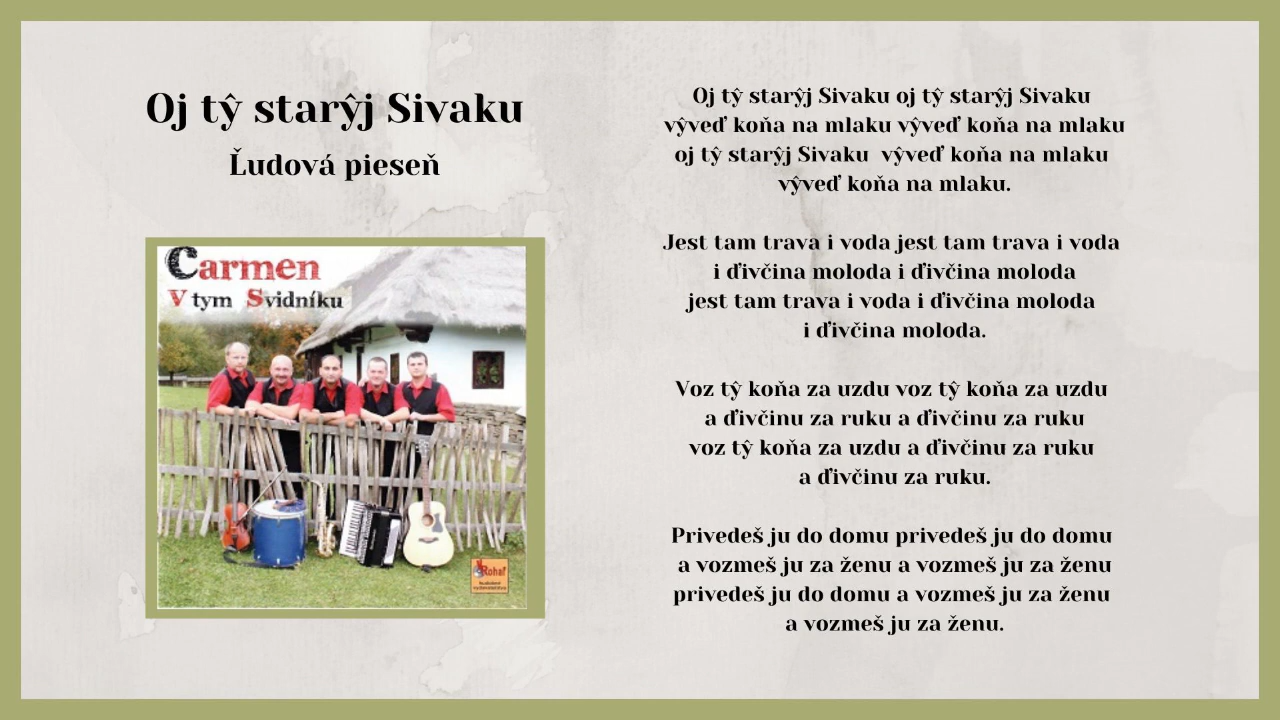 Oj tŷ starŷj Sivaku
Ľudová pieseň
Carmen
V tym Svidníku
Rohaľ
hudobné
vydavateľstvo
Oj tŷ starŷj Sivaku oj tŷ starŷj Sivaku
vŷveď koňa na mlaku vŷveď koňa na mlaku
oj tŷ starŷj Sivaku vŷveď koňa na mlaku
vŷveď koňa na mlaku.
Jest tam trava i voda jest tam trava i voda
i ďivčina moloda i ďivčina moloda
jest tam trava i voda i ďivčina moloda
i ďivčina moloda.
Voz tŷ koňa za uzdu voz tŷ koňa za uzdu
a ďivčinu za ruku a ďivčinu za ruku
voz tŷ koňa za uzdu a ďivčinu za ruku
a ďivčinu za ruku.
Privedeš ju do domu privedeš ju do domu
a vozmeš ju za ženu a vozmeš ju za ženu
privedeš ju do domu a vozmeš ju za ženu
a vozmeš ju za ženu.